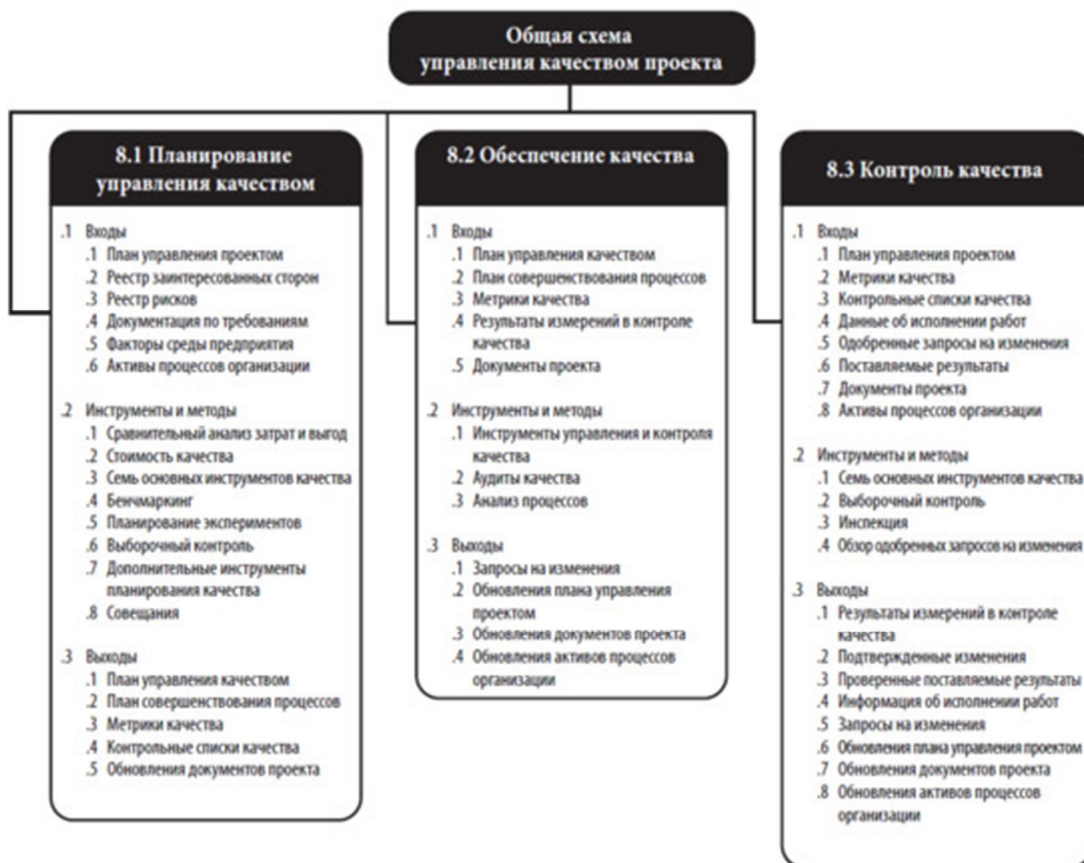 Общая схема
управления качеством проекта
8.1 Планирование
управления качеством
.1 Входы
.1 План управления проектом
.2 Реестр заинтересованных сторон
.3 Реестр рисков
.4 Документация по требованиям
.5 Факторы среды предприятия
.6 Активы процессов организации
.2 Инструменты и методы
.1 Сравнительный анализ затрат и выгод
.2 Стоимость качества
.3 Семь основных инструментов качества
.4 Бенчмаркинг
.5 Планирование экспериментов
.6 Выборочный контроль
.7 Дополнительные инструменты
планирования качества
.8 Совещания
.3 Выходы
.1 План управления качеством
.2 План совершенствования процессов
.3 Метрики качества
.4 Контрольные списки качества
.5 Обновления документов проекта
8.2 Обеспечение качества
.1 Входы
.1 План управления качеством
.2 План совершенствования процессов
.3 Метрики качества
.4 Результаты измерений в контроле
качества
.5 Документы проекта
.2 Инструменты и методы
.1 Инструменты управления и контроля
качества
.2 Аудиты качества
.3 Анализ процессов
.3 Выходы
.1 Запросы на изменения
.2 Обновления плана управления
проектом
.3 Обновления документов проекта
.4 Обновления активов процессов
организации
8.3 Контроль качества
.1 Входы
.1 План управления проектом
.2 Метрики качества
.3 Контрольные списки качества
.4 Данные об исполнении работ
.5 Одобренные запросы на изменения
.6 Поставляемые результаты
.7 Документы проекта
.8 Активы процессов организации
.2 Инструменты и методы
.1 Семь основных инструментов качества
.2 Выборочный контроль
.3 Инспекция
.4 Обзор одобренных запросов на изменения
.3 Выходы
.1 Результаты измерений в контроле
качества
.2 Подтвержденные изменения
.3 Проверенные поставляемые результаты
.4 Информация об исполнении работ
.5 Запросы на изменения
.6 Обновления плана управления проектом
.7 Обновления документов проекта
.8 Обновления активов процессов
организации